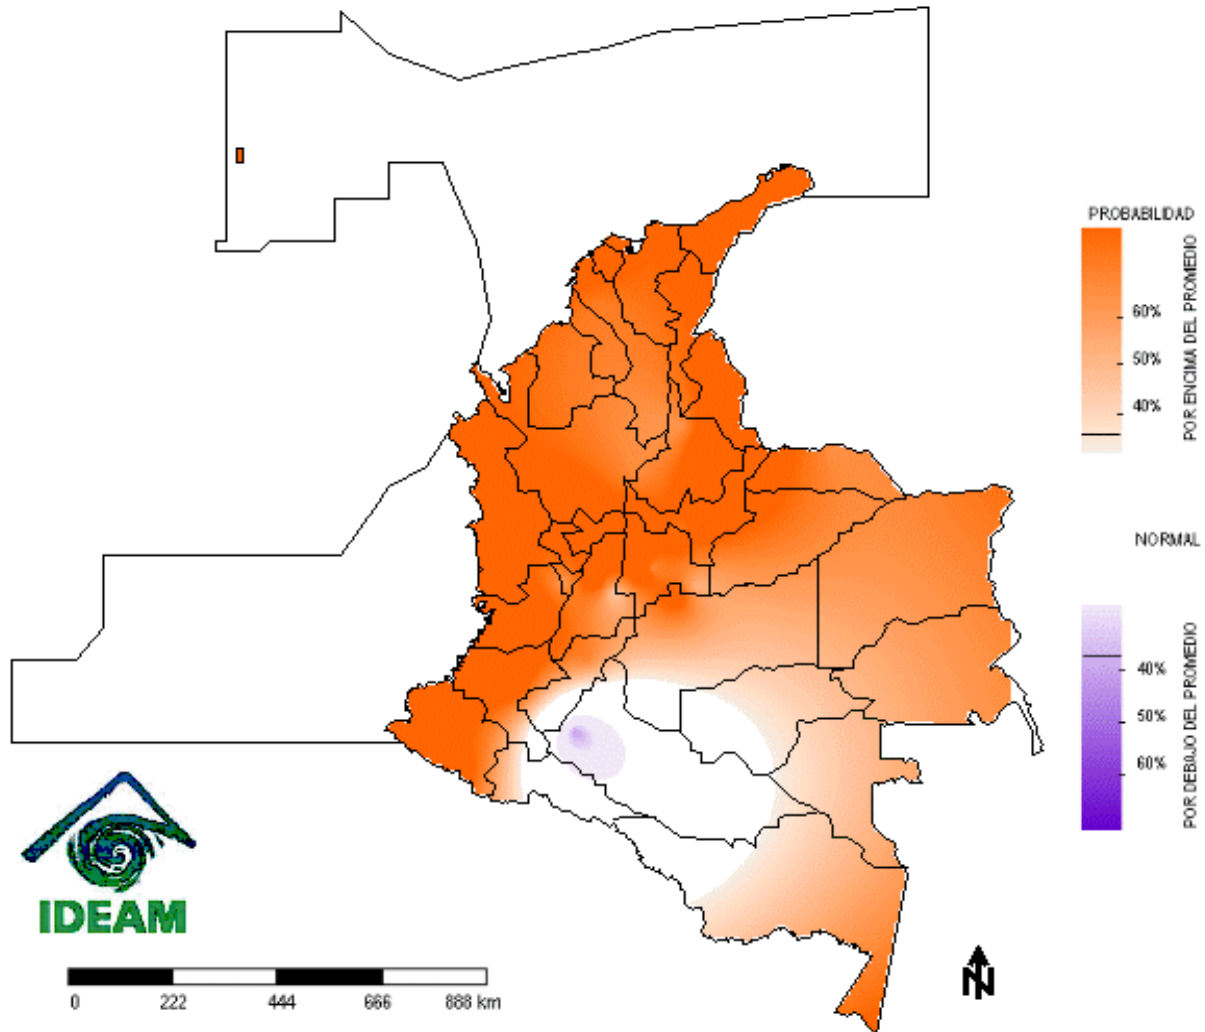 PROBABILIDAD
60%
50%
40%
POR ENCIMA DEL PROMEDIO
NORMAL
40%
50%
60%
POR DEBAJO DEL PROMEDIO
IDEAM
0 222 444 666 888 km
N